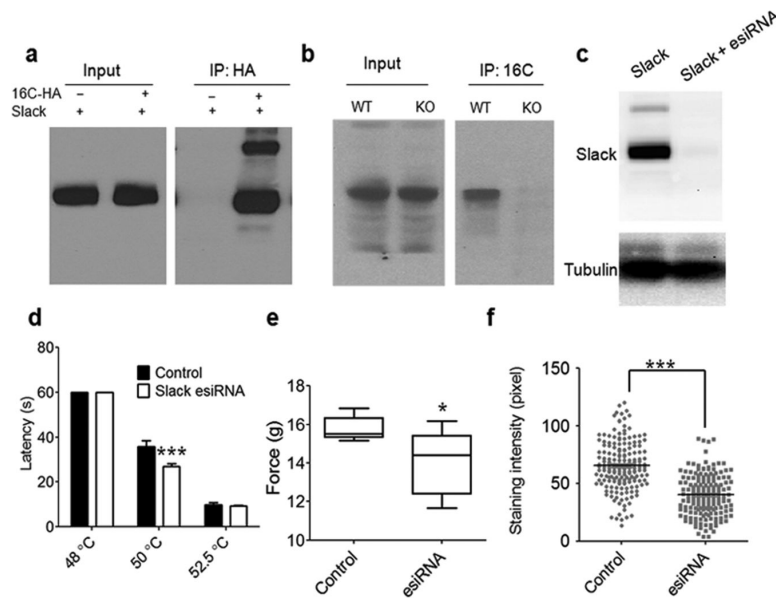 a
Input
IP: HA
16C-HA
– + – +
Slack
+ + + +
b
Input
IP: 16C
WT KO WT KO
c
Slack
Slack + esiRNA
Slack
Tubulin
d
Control
Slack esiRNA
Latency (s)
80
60
40
20
0
***
48 °C
50 °C
52.5 °C
e
Force (g)
18
16
14
12
10
*
Control
esiRNA
f
Staining intensity (pixel)
150
100
50
0
***
Control
esiRNA